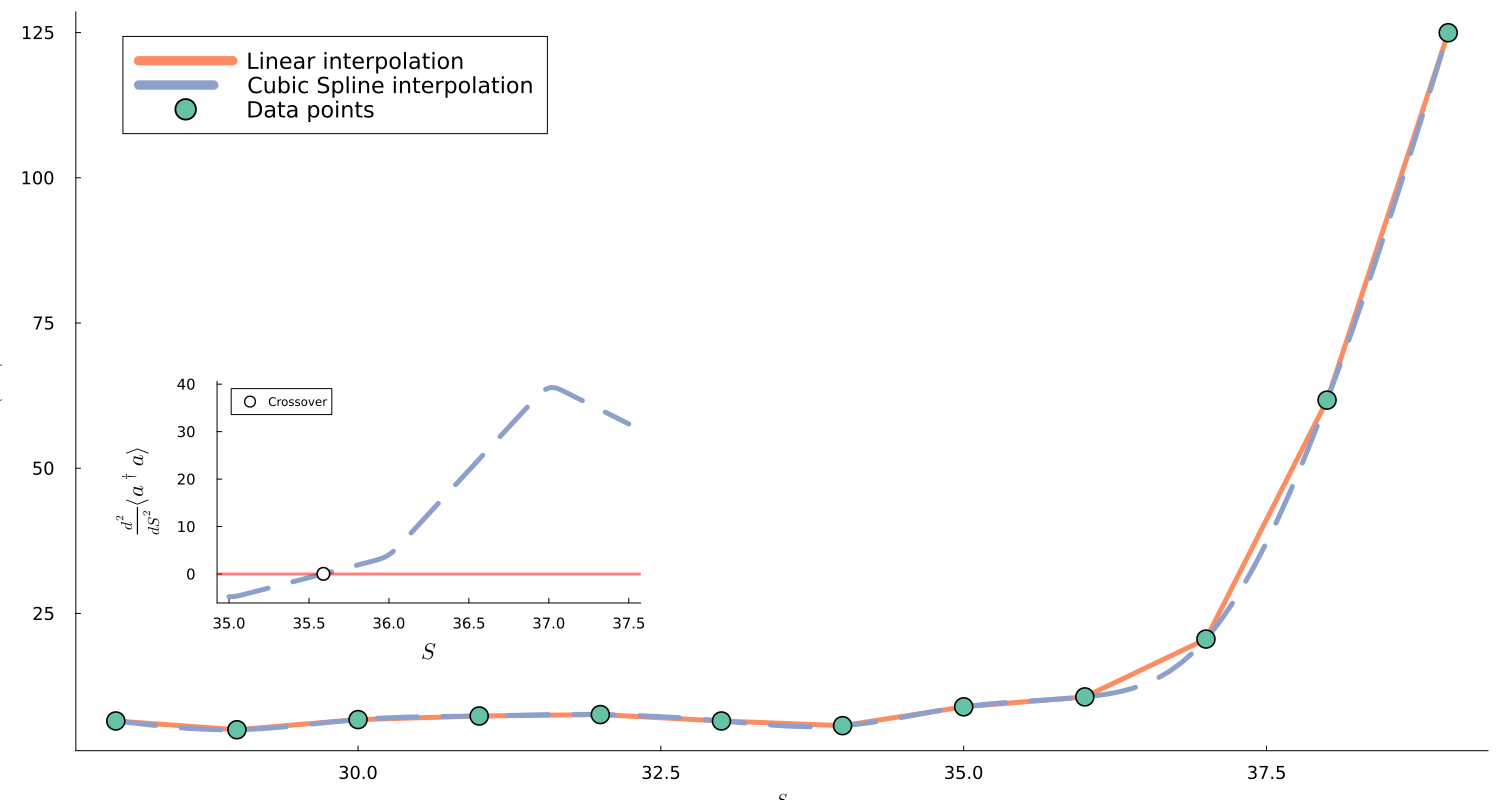 125
100
75
50
25
Linear interpolation
Cubic Spline interpolation
Data points
40
30
20
10
0
Crossover
d²/dS² ⟨a † a⟩
35.0 35.5 36.0 36.5 37.0 37.5
S
30.0 32.5 35.0 37.5
S